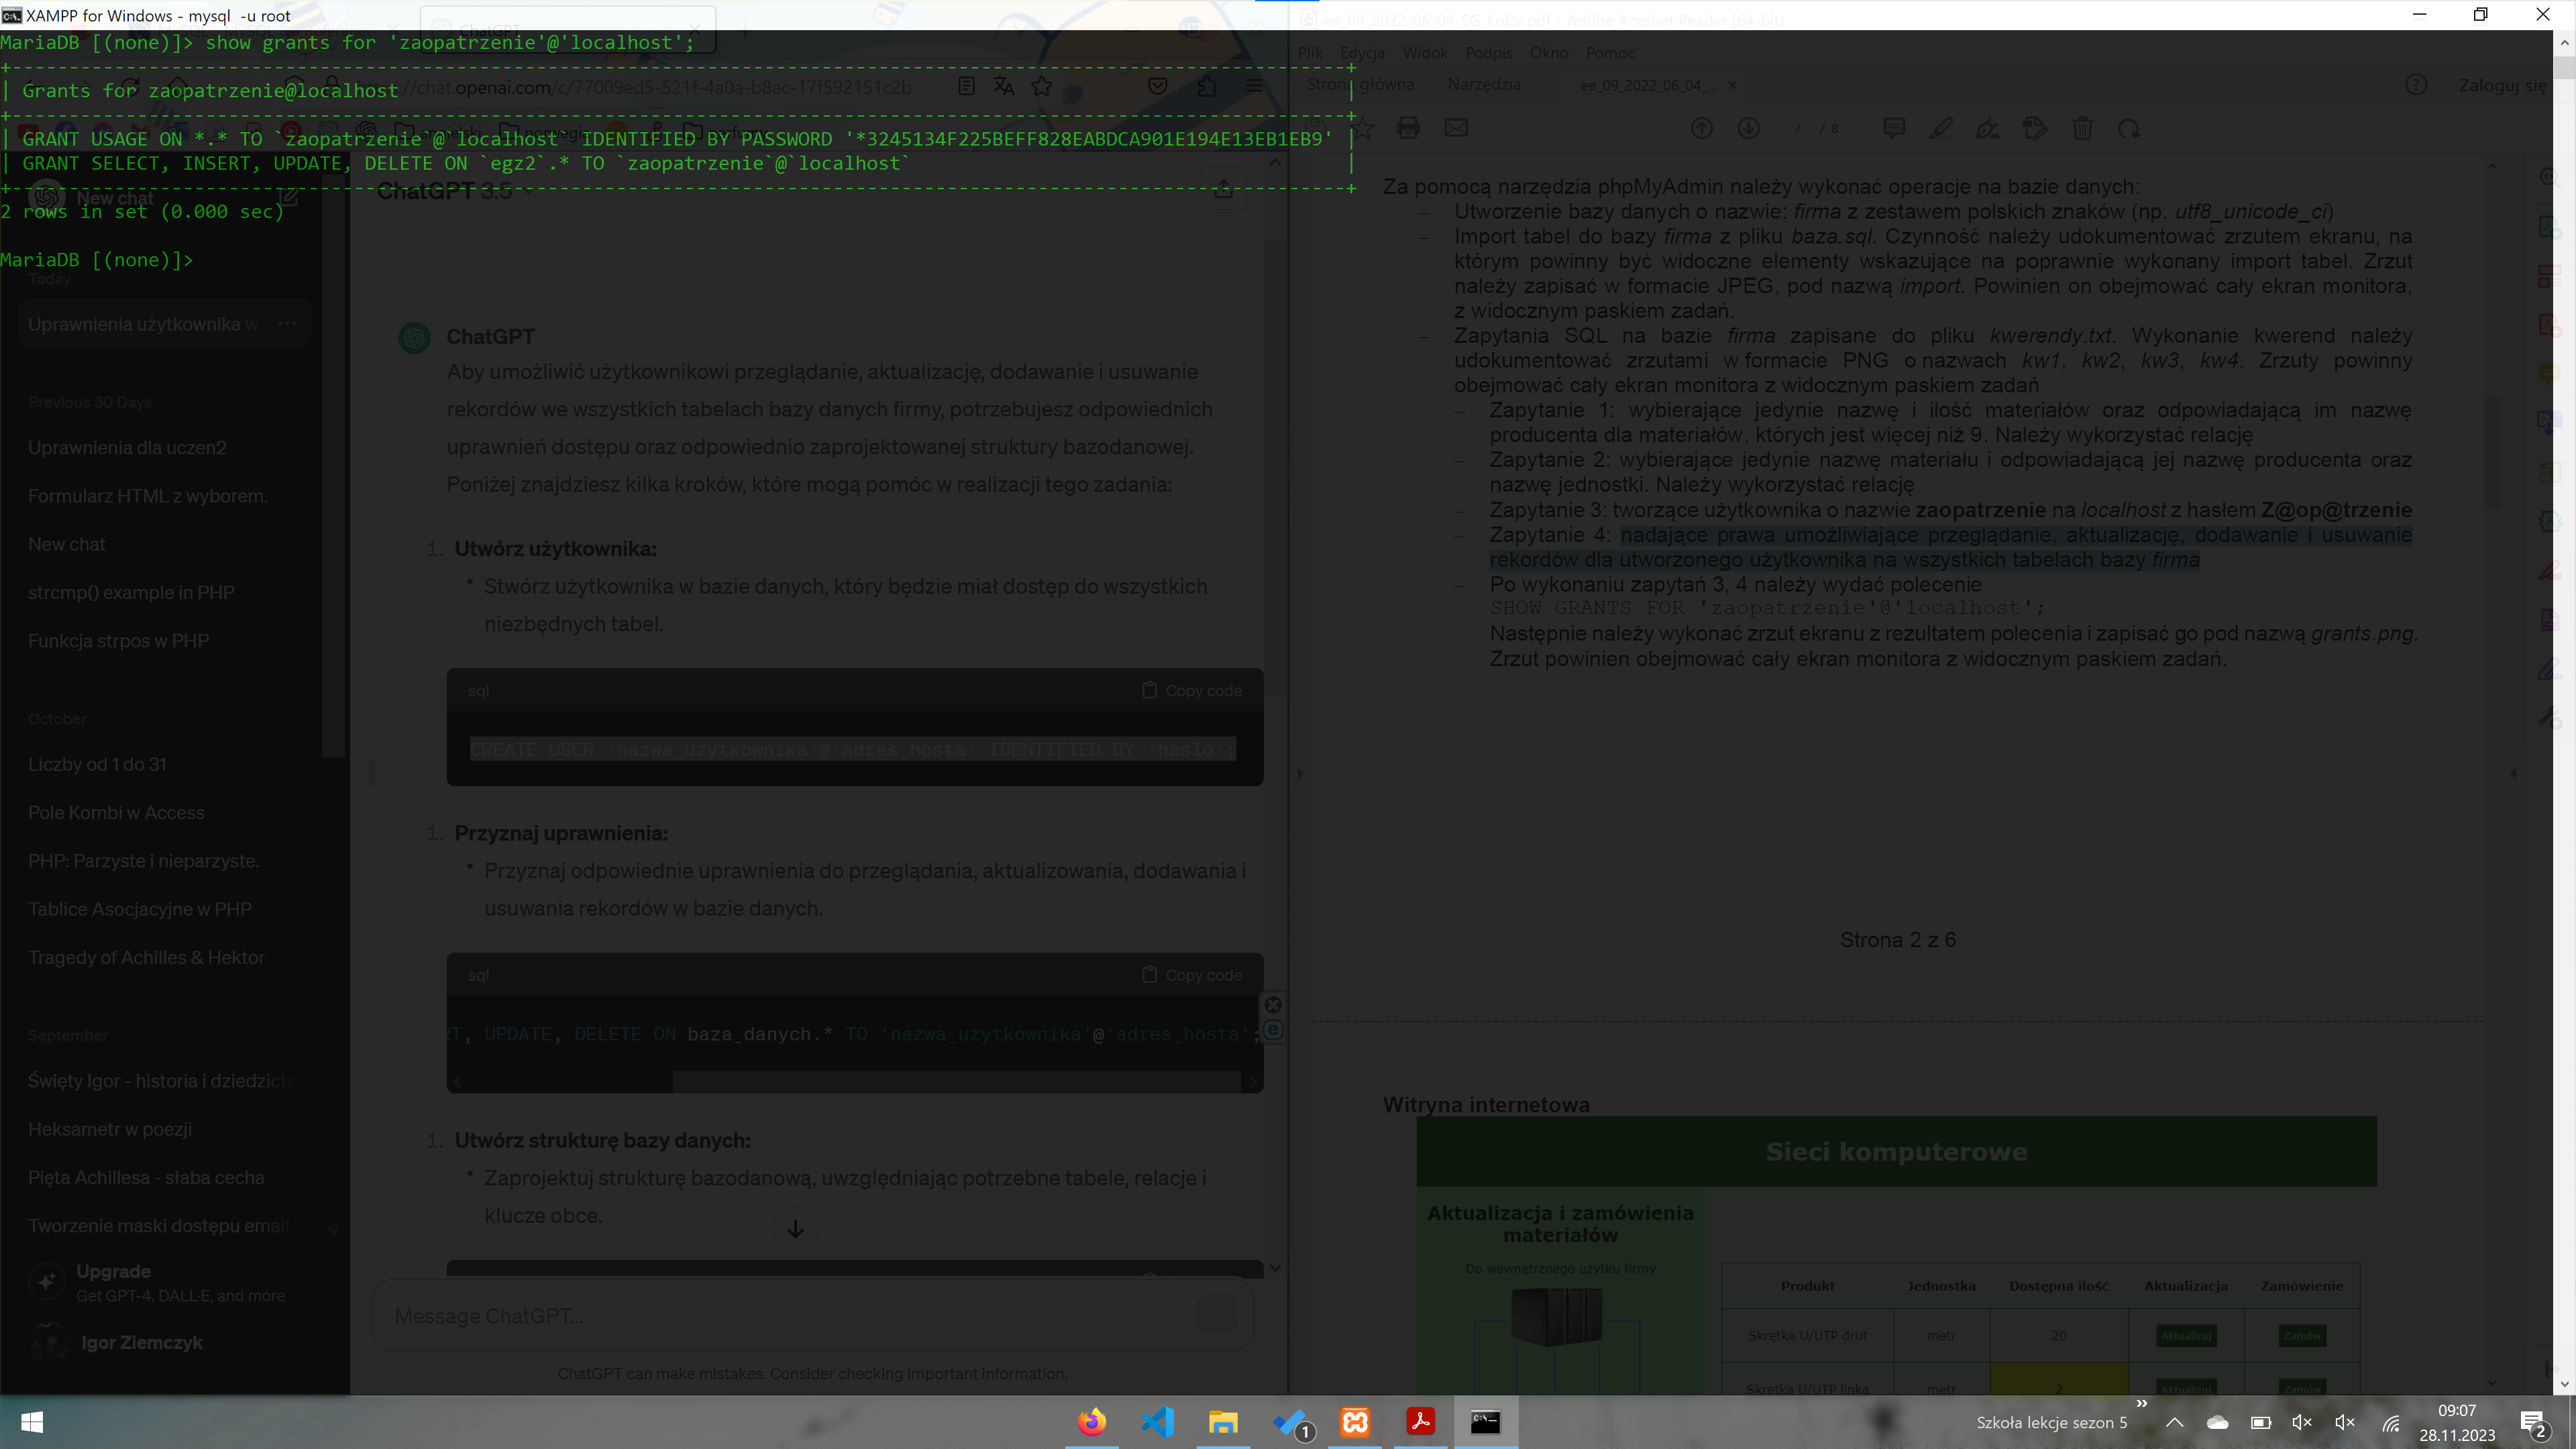 XAMPP for Windows - mysql -u root
MariaDB [(none)]> show grants for 'zaopatrzenie'@'localhost';
| Grants for zaopatrzenie@localhost |
| GRANT USAGE ON *.* TO `zaopatrzenie`@`localhost` IDENTIFIED BY PASSWORD '*3245134F225BEFF828EABDCA901E194E13EB1EB9' |
| GRANT SELECT, INSERT, UPDATE, DELETE ON `egz2`.* TO `zaopatrzenie`@`localhost` |
2 rows in set (0.000 sec)
MariaDB [(none)]>
ChatGPT
//chat.openai.com/c/77009ed5-521f-4a0a-b8ac-17f592151c2b
New chat
Today
Uprawnienia użytkownika w
Previous 30 Days
Uprawnienia dla uczen2
Formularz HTML z wyborem.
New chat
strcmp() example in PHP
Funkcja strpos w PHP
October
Liczby od 1 do 31
Pole Kombi w Access
PHP: Parzyste i nieparzyste.
Tablice Asocjacyjne w PHP
Tragedy of Achilles & Hektor
September
Święty Igor - historia i dziedzictw
Heksametr w poezji
Pięta Achillesa - słaba cecha
Tworzenie maski dostępu email
Upgrade
Get GPT-4, DALL·E, and more
Igor Ziemczyk
ChatGPT 3.5
ChatGPT
Aby umożliwić użytkownikowi przeglądanie, aktualizację, dodawanie i usuwanie
rekordów we wszystkich tabelach bazy danych firmy, potrzebujesz odpowiednich
uprawnień dostępu oraz odpowiednio zaprojektowanej struktury bazodanowej.
Poniżej znajdziesz kilka kroków, które mogą pomóc w realizacji tego zadania:
1. Utwórz użytkownika:
• Stwórz użytkownika w bazie danych, który będzie miał dostęp do wszystkich
niezbędnych tabel.
sql
Copy code
CREATE USER 'nazwa_uzytkownika'@'adres_hosta' IDENTIFIED BY 'haslo';
1. Przyznaj uprawnienia:
• Przyznaj odpowiednie uprawnienia do przeglądania, aktualizowania, dodawania i
usuwania rekordów w bazie danych.
sql
Copy code
RT, UPDATE, DELETE ON baza_danych.* TO 'nazwa_uzytkownika'@'adres_hosta';
1. Utwórz strukturę bazy danych:
• Zaprojektuj strukturę bazodanową, uwzględniając potrzebne tabele, relacje i
klucze obce.
Message ChatGPT...
ChatGPT can make mistakes. Consider checking important information.
ee_09_2022_06_04_SG_kolor.pdf - Adobe Acrobat Reader (64-bit)
Plik Edycja Widok Podpis Okno Pomoc
Strona główna Narzędzia ee_09_2022_06_04_... ×
Zaloguj się
2 / 8
Za pomocą narzędzia phpMyAdmin należy wykonać operacje na bazie danych:
– Utworzenie bazy danych o nazwie: firma z zestawem polskich znaków (np. utf8_unicode_ci)
– Import tabel do bazy firma z pliku baza.sql. Czynność należy udokumentować zrzutem ekranu, na
którym powinny być widoczne elementy wskazujące na poprawnie wykonany import tabel. Zrzut
należy zapisać w formacie JPEG, pod nazwą import. Powinien on obejmować cały ekran monitora,
z widocznym paskiem zadań.
– Zapytania SQL na bazie firma zapisane do pliku kwerendy.txt. Wykonanie kwerend należy
udokumentować zrzutami w formacie PNG o nazwach kw1, kw2, kw3, kw4. Zrzuty powinny
obejmować cały ekran monitora z widocznym paskiem zadań
– Zapytanie 1: wybierające jedynie nazwę i ilość materiałów oraz odpowiadającą im nazwę
producenta dla materiałów, których jest więcej niż 9. Należy wykorzystać relację
– Zapytanie 2: wybierające jedynie nazwę materiału i odpowiadającą jej nazwę producenta oraz
nazwę jednostki. Należy wykorzystać relację
– Zapytanie 3: tworzące użytkownika o nazwie zaopatrzenie na localhost z hasłem Z@op@trzenie
– Zapytanie 4: nadające prawa umożliwiające przeglądanie, aktualizację, dodawanie i usuwanie
rekordów dla utworzonego użytkownika na wszystkich tabelach bazy firma
– Po wykonaniu zapytań 3, 4 należy wydać polecenie
SHOW GRANTS FOR 'zaopatrzenie'@'localhost';
Następnie należy wykonać zrzut ekranu z rezultatem polecenia i zapisać go pod nazwą grants.png.
Zrzut powinien obejmować cały ekran monitora z widocznym paskiem zadań.
Strona 2 z 6
Witryna internetowa
Sieci komputerowe
Aktualizacja i zamówienia
materiałów
Do wewnętrznego użytku firmy
Produkt Jednostka Dostępna ilość Aktualizacja Zamówienie
Skrętka U/UTP drut metr 20 Aktualizuj Zamów
Skrętka U/UTP linka metr 2 Aktualizuj Zamów
1
Szkoła lekcje sezon 5
09:07
28.11.2023
2